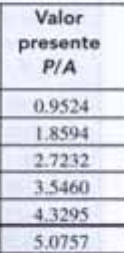 Valor
presente
P/A
0.9524
1.8594
2.7232
3.5460
4.3295
5.0757